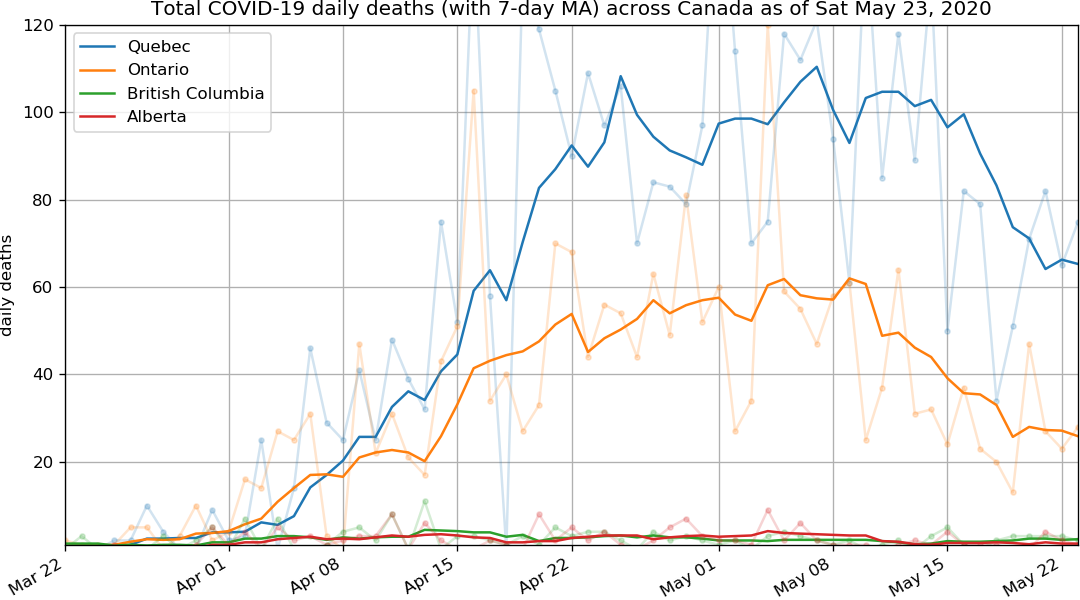 Total COVID-19 daily deaths (with 7-day MA) across Canada as of Sat May 23, 2020
120
100
80
60
40
20
daily deaths
Quebec
Ontario
British Columbia
Alberta
Mar 22
Apr 01
Apr 08
Apr 15
Apr 22
May 01
May 08
May 15
May 22